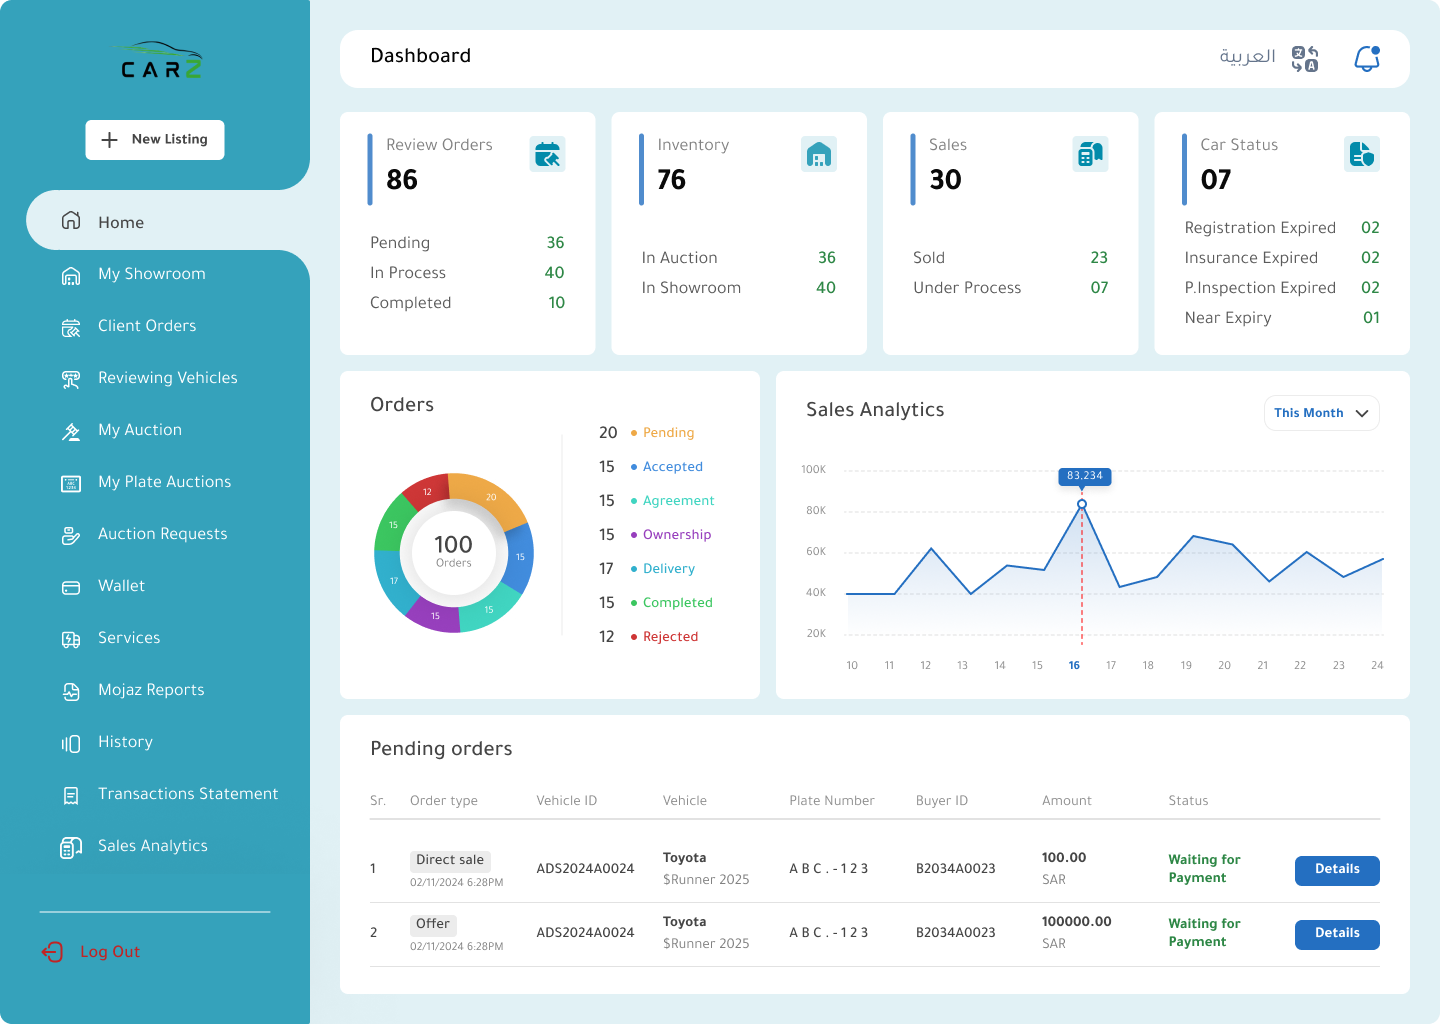 CARZ
New Listing
Home
My Showroom
Client Orders
Reviewing Vehicles
My Auction
My Plate Auctions
Auction Requests
Wallet
Services
Mojaz Reports
History
Transactions Statement
Sales Analytics
Log Out
Dashboard
العربية
Review Orders
86
Pending 36
In Process 40
Completed 10
Inventory
76
In Auction 36
In Showroom 40
Sales
30
Sold 23
Under Process 07
Car Status
07
Registration Expired 02
Insurance Expired 02
P.Inspection Expired 02
Near Expiry 01
Orders
12
20
15
15
15
17
15
100
Orders
20 Pending
15 Accepted
15 Agreement
15 Ownership
17 Delivery
15 Completed
12 Rejected
Sales Analytics
This Month
83,234
100K
80K
60K
40K
20K
10 11 12 13 14 15 16 17 18 19 20 21 22 23 24
Pending orders
Sr. Order type Vehicle ID Vehicle Plate Number Buyer ID Amount Status
1 Direct sale 02/11/2024 6:28PM ADS2024A0024 Toyota $Runner 2025 A B C . - 1 2 3 B2034A0023 100.00 SAR Waiting for Payment Details
2 Offer 02/11/2024 6:28PM ADS2024A0024 Toyota $Runner 2025 A B C . - 1 2 3 B2034A0023 100000.00 SAR Waiting for Payment Details